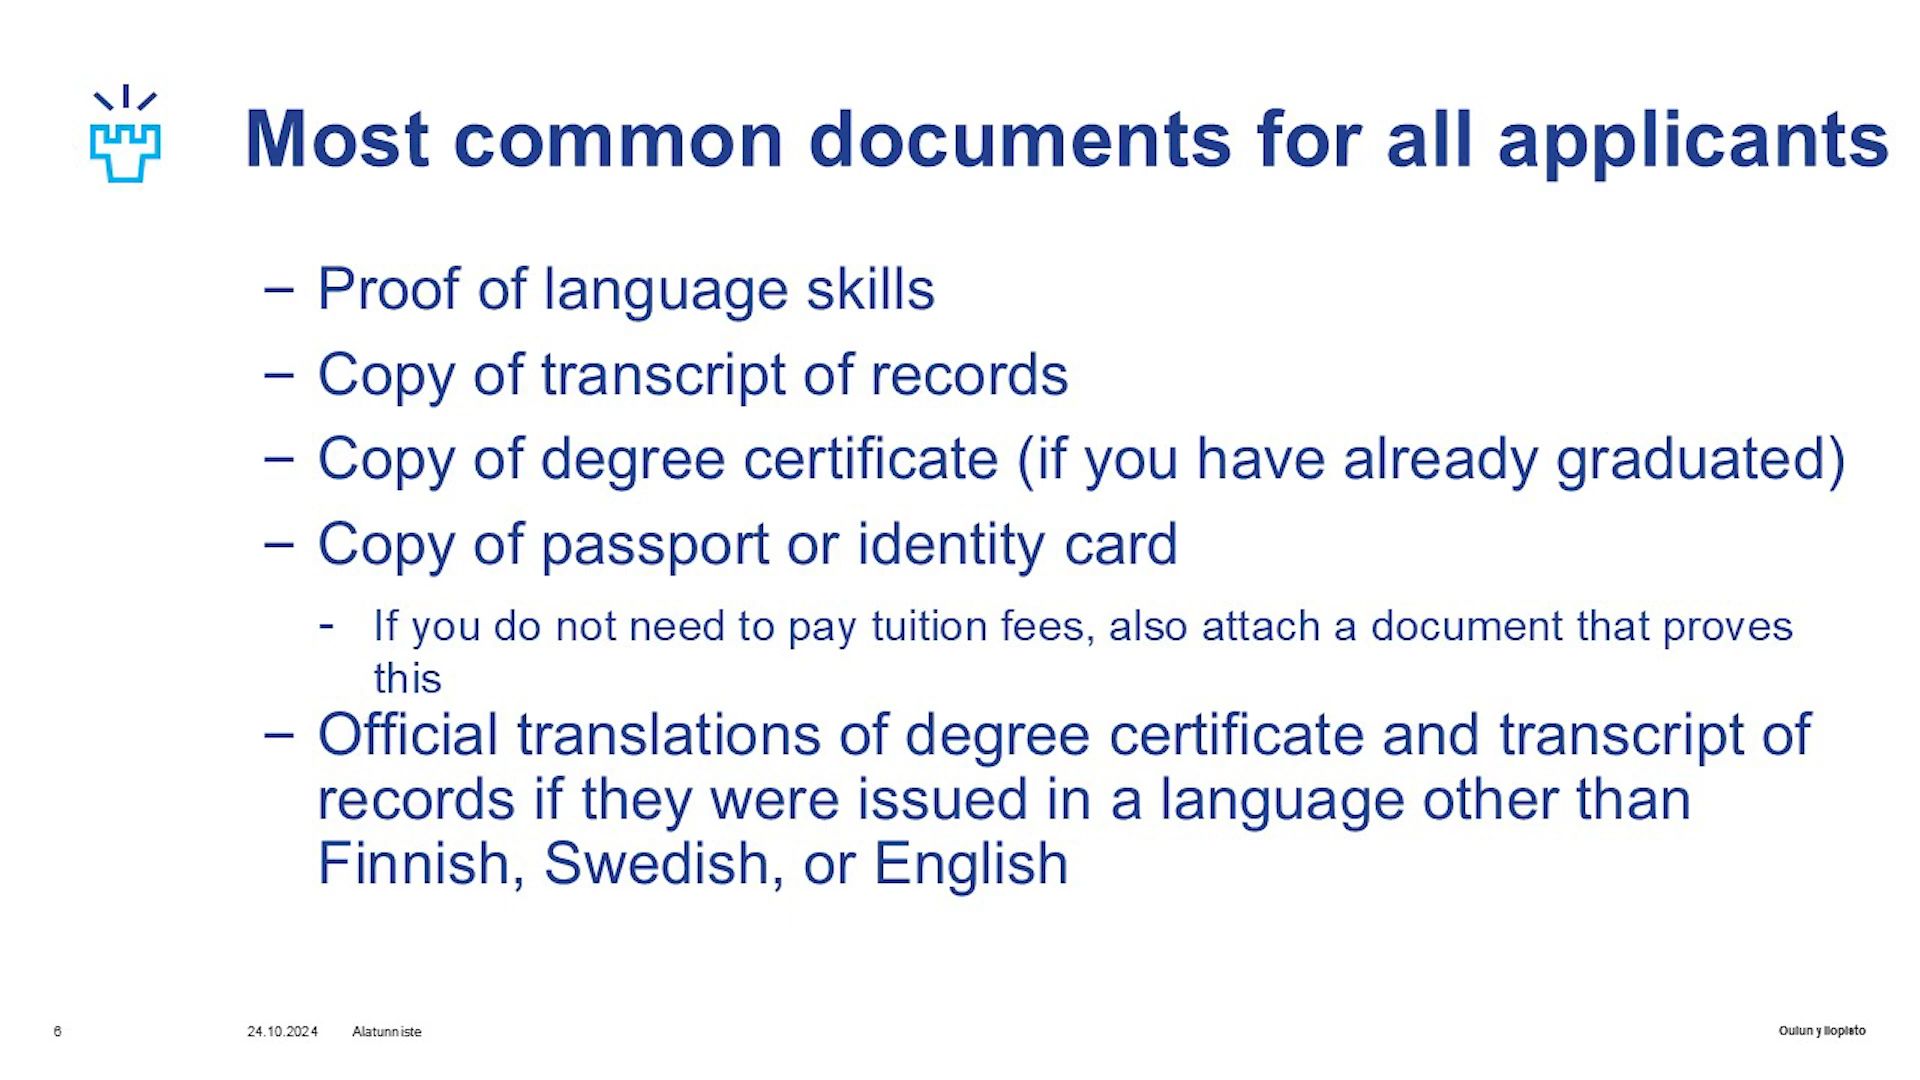 Most common documents for all applicants
– Proof of language skills
– Copy of transcript of records
– Copy of degree certificate (if you have already graduated)
– Copy of passport or identity card
- If you do not need to pay tuition fees, also attach a document that proves
this
– Official translations of degree certificate and transcript of
records if they were issued in a language other than
Finnish, Swedish, or English
6 24.10.2024 Alatunniste Oulun yliopisto